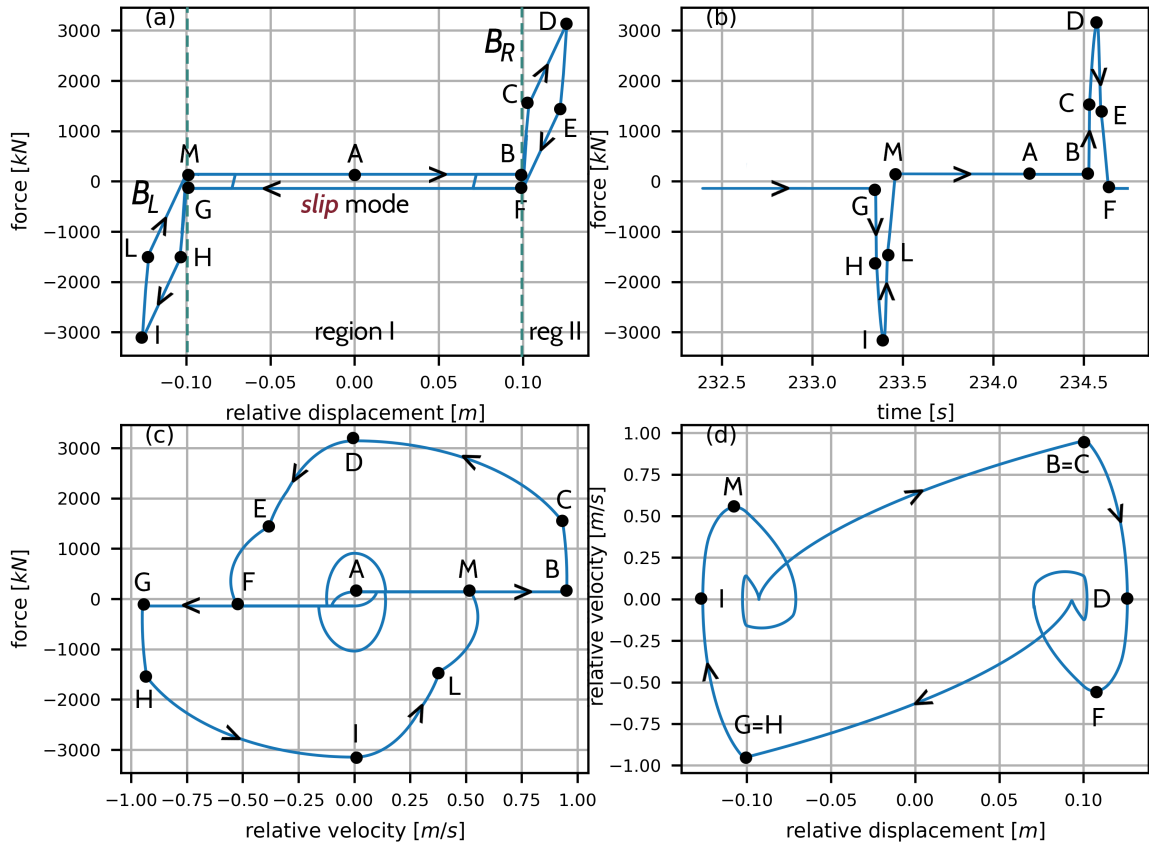 (a)
3000
2000
1000
0
−1000
−2000
−3000
force [kN]
−0.10
−0.05
0.00
0.05
0.10
relative displacement [m]
B_L
B_R
M
A
B
C
D
E
F
G
H
I
L
slip mode
region I
reg II
(b)
3000
2000
1000
0
−1000
−2000
−3000
force [kN]
232.5
233.0
233.5
234.0
234.5
time [s]
D
C
E
M
A
B
G
F
H
L
I
(c)
3000
2000
1000
0
−1000
−2000
−3000
force [kN]
−1.00
−0.75
−0.50
−0.25
0.00
0.25
0.50
0.75
1.00
relative velocity [m/s]
D
E
C
G
F
A
M
B
H
L
I
(d)
1.00
0.75
0.50
0.25
0.00
−0.25
−0.50
−0.75
−1.00
relative velocity [m/s]
−0.10
−0.05
0.00
0.05
0.10
relative displacement [m]
B=C
M
I
D
G=H
F